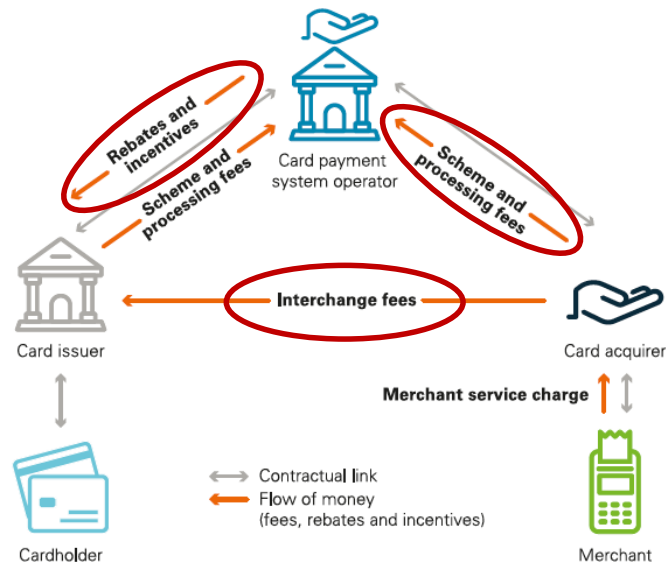 Rebates and
incentives
Scheme and
processing fees
Card payment
system operator
Scheme and
processing fees
Interchange fees
Card issuer
Card acquirer
Merchant service charge
Contractual link
Flow of money
(fees, rebates and incentives)
Cardholder
Merchant